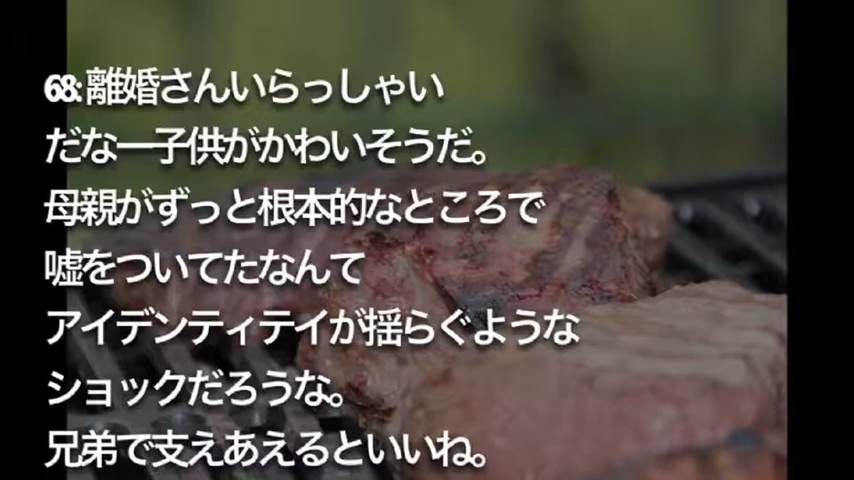 68: 離婚さんいらっしゃい
だなー子供がかわいそうだ。
母親がずっと根本的なところで
嘘をついてたなんて
アイデンティテイが揺らぐような
ショックだろうな。
兄弟で支えあえるといいね。